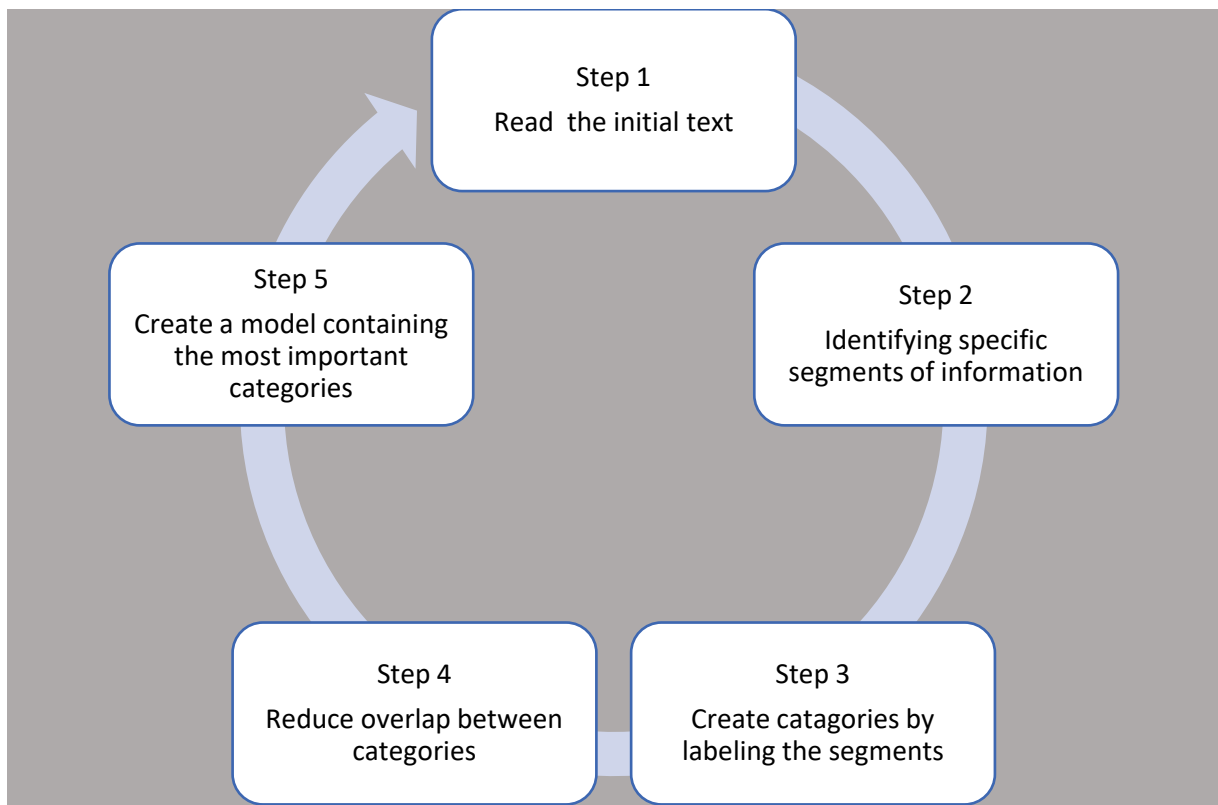 Step 1
Read  the initial text
Step 2
Identifying specific
segments of information
Step 3
Create catagories by
labeling the segments
Step 4
Reduce overlap between
categories
Step 5
Create a model containing
the most important
categories